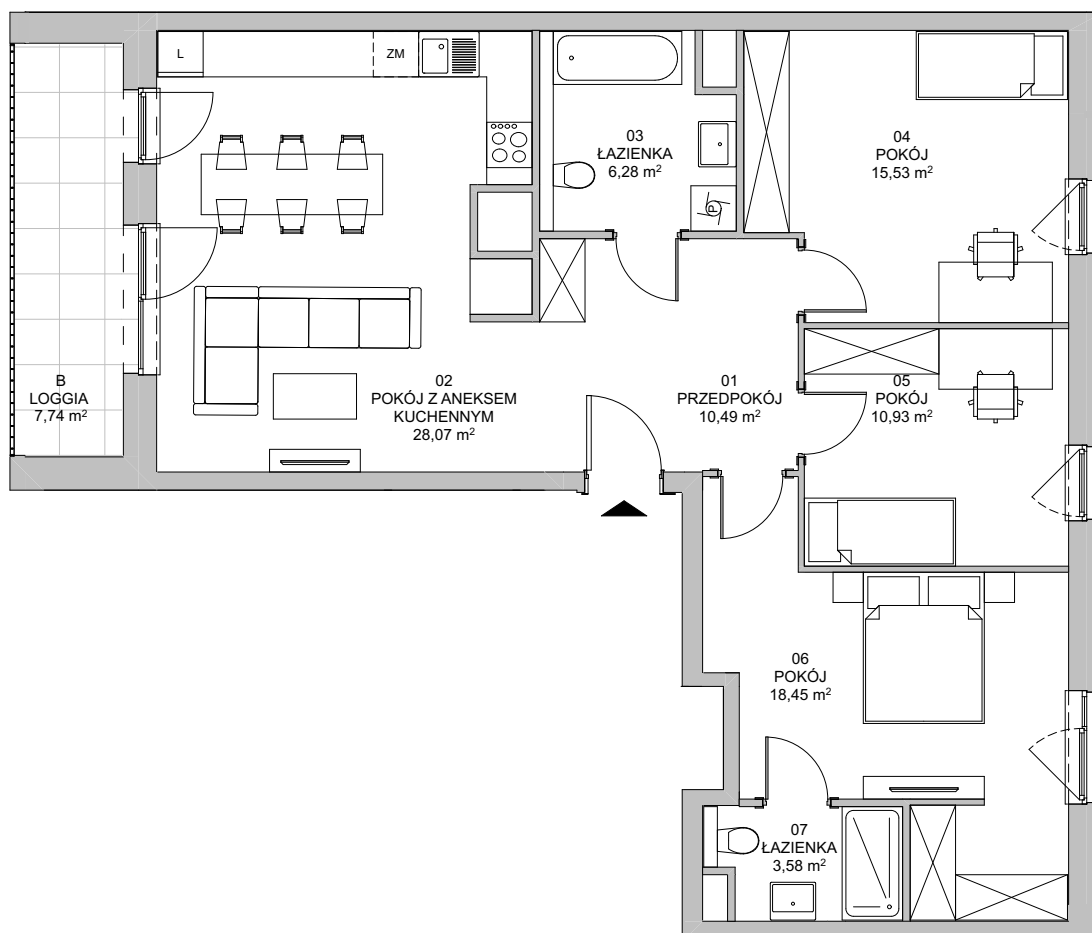 L
ZM
03
ŁAZIENKA
6,28 m²
P
04
POKÓJ
15,53 m²
B
LOGGIA
7,74 m²
02
POKÓJ Z ANEKSEM
KUCHENNYM
28,07 m²
01
PRZEDPOKÓJ
10,49 m²
05
POKÓJ
10,93 m²
06
POKÓJ
18,45 m²
07
ŁAZIENKA
3,58 m²